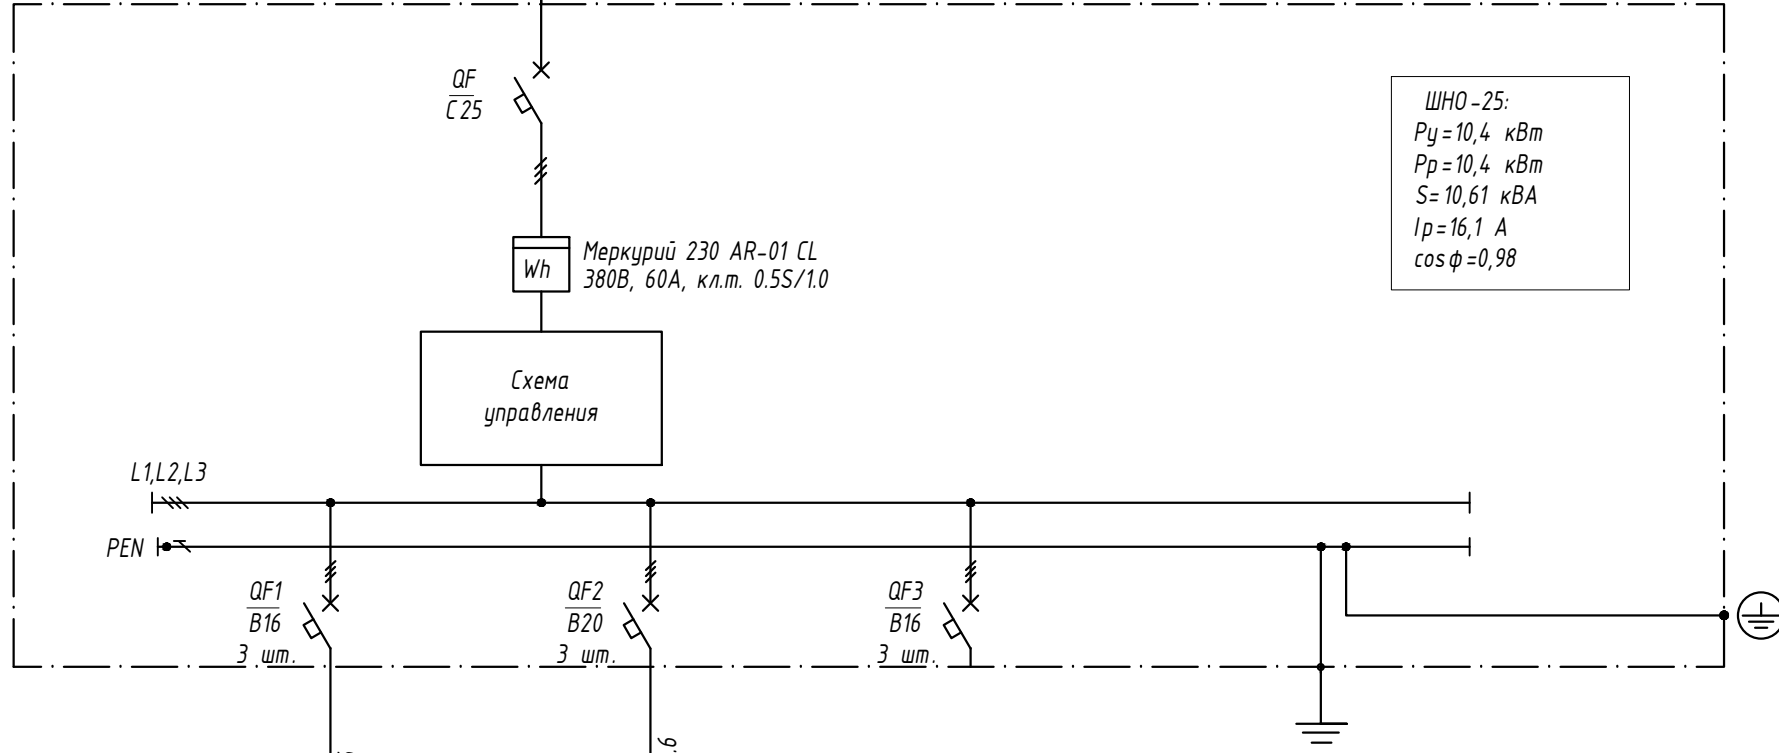 QF
C25
ШНО-25:
Ру=10,4 кВт
Рр=10,4 кВт
S=10,61 кВА
Iр=16,1 А
cosφ=0,98
Wh
Меркурий 230 AR-01 CL
380В, 60А, кл.т. 0.5S/1.0
Схема
управления
L1,L2,L3
PEN
QF1
B16
3 шт.
QF2
B20
3 шт.
QF3
B16
3 шт.